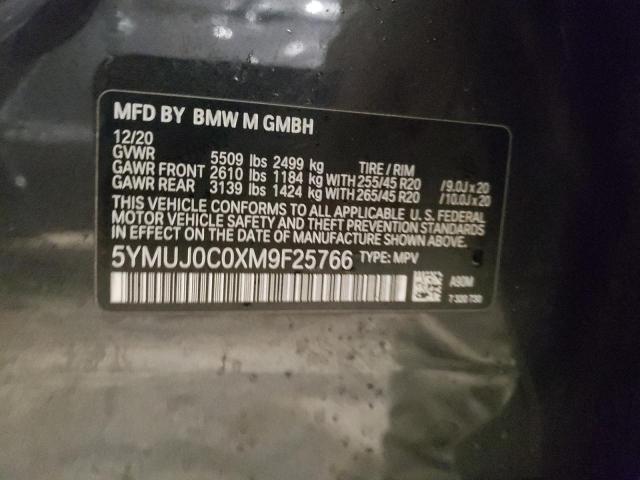 MFD BY BMW M GMBH
12/20
GVWR 5509 lbs 2499 kg TIRE / RIM
GAWR FRONT 2610 lbs 1184 kg WITH 255/45 R20 /9.0J x 20
GAWR REAR 3139 lbs 1424 kg WITH 265/45 R20 /10.0J x 20
THIS VEHICLE CONFORMS TO ALL APPLICABLE U. S. FEDERAL
MOTOR VEHICLE SAFETY AND THEFT PREVENTION STANDARDS
IN EFFECT ON THE DATE OF MANUFACTURE SHOWN ABOVE.
5YMUJ0C0XM9F25766 TYPE: MPV
A90M